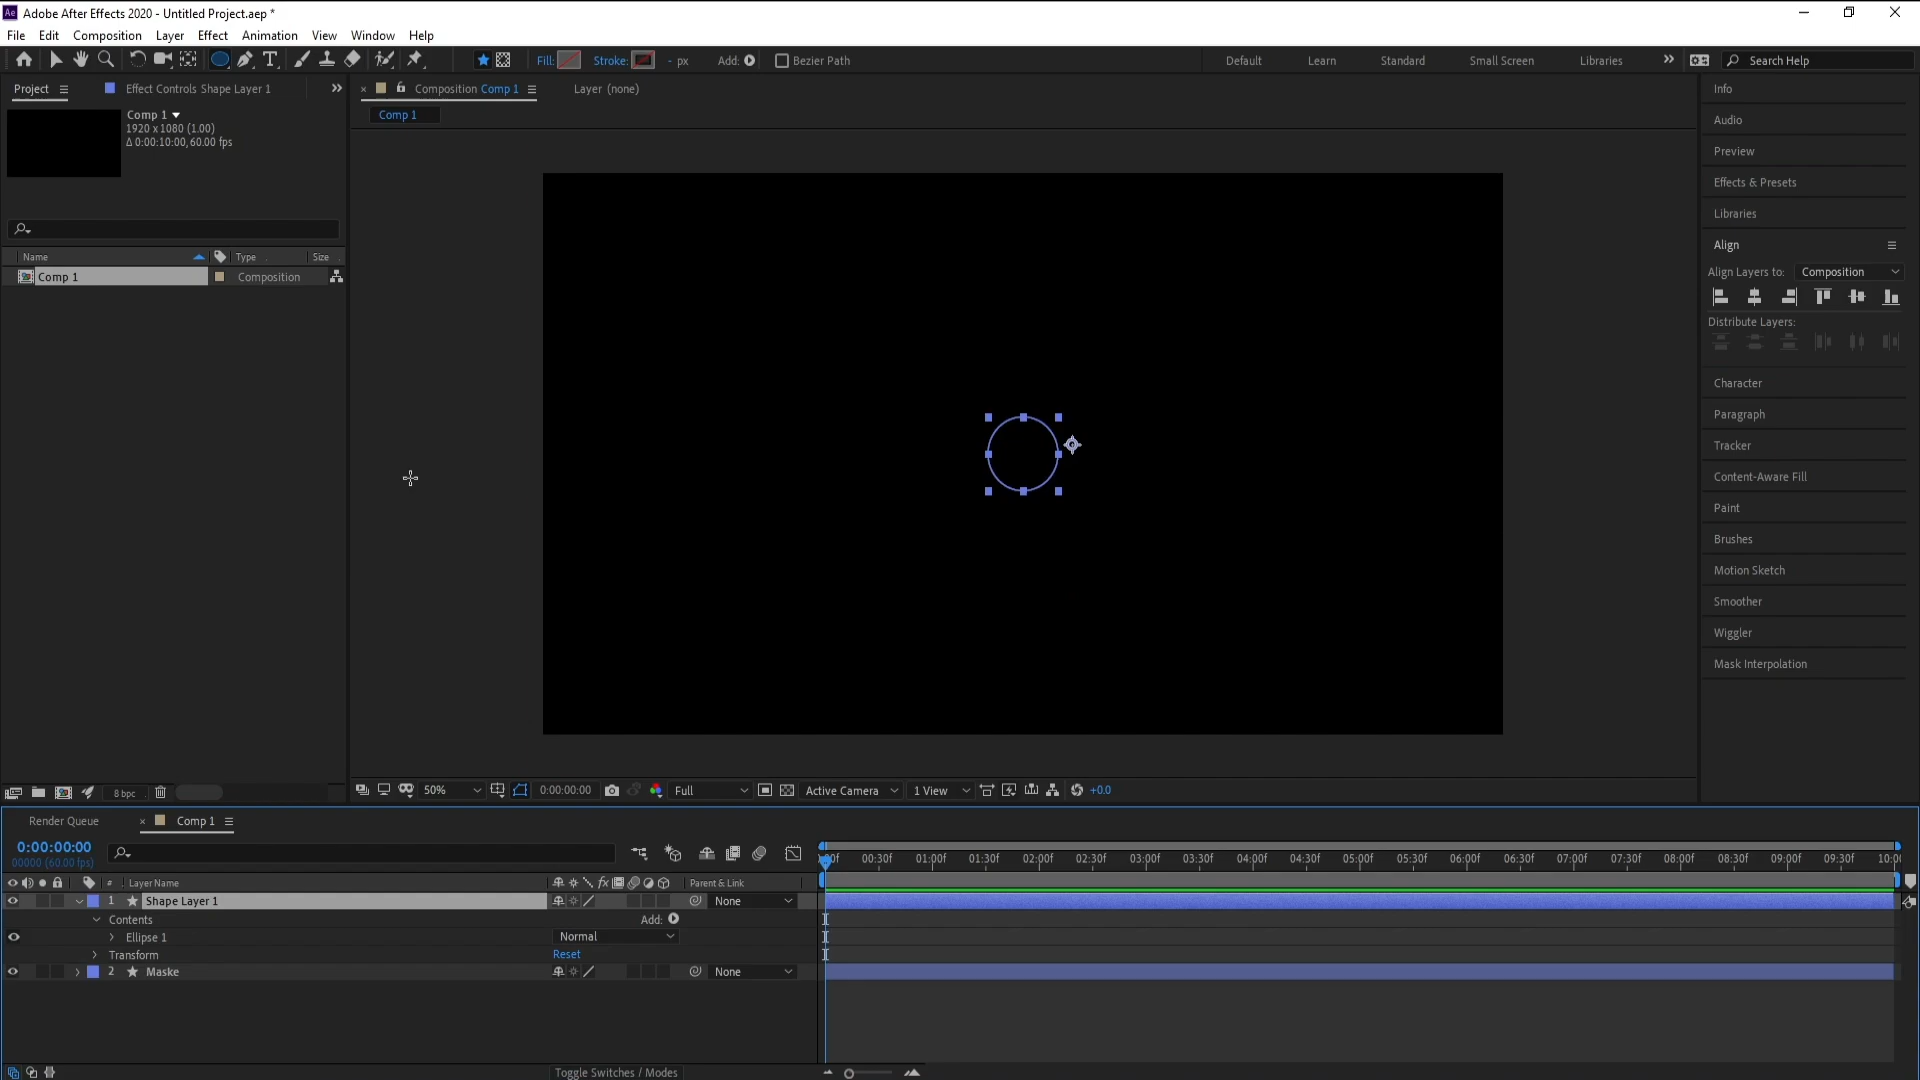 Adobe After Effects 2020 - Untitled Project.aep *
File Edit Composition Layer Effect Animation View Window Help
Fill: Stroke: - px Add: Bezier Path Default Learn Standard Small Screen Libraries Search Help
Project Effect Controls Shape Layer 1
Composition Comp 1 Layer (none)
Comp 1
Comp 1
1920 x 1080 (1.00)
Δ 0:00:10:00, 60.00 fps
Name Type Size
Comp 1 Composition
Info
Audio
Preview
Effects & Presets
Libraries
Align
Align Layers to: Composition
Distribute Layers:
Character
Paragraph
Tracker
Content-Aware Fill
Paint
Brushes
Motion Sketch
Smoother
Wiggler
Mask Interpolation
8 bpc
50% 0:00:00:00 Full Active Camera 1 View +0.0
Render Queue Comp 1
0:00:00:00
00000 (60.00 fps)
00:30f 01:00f 01:30f 02:00f 02:30f 03:00f 03:30f 04:00f 04:30f 05:00f 05:30f 06:00f 06:30f 07:00f 07:30f 08:00f 08:30f 09:00f 09:30f 10:00
# Layer Name fx Parent & Link
1 Shape Layer 1 None
Contents Add:
Ellipse 1 Normal
Transform Reset
2 Maske None
Toggle Switches / Modes